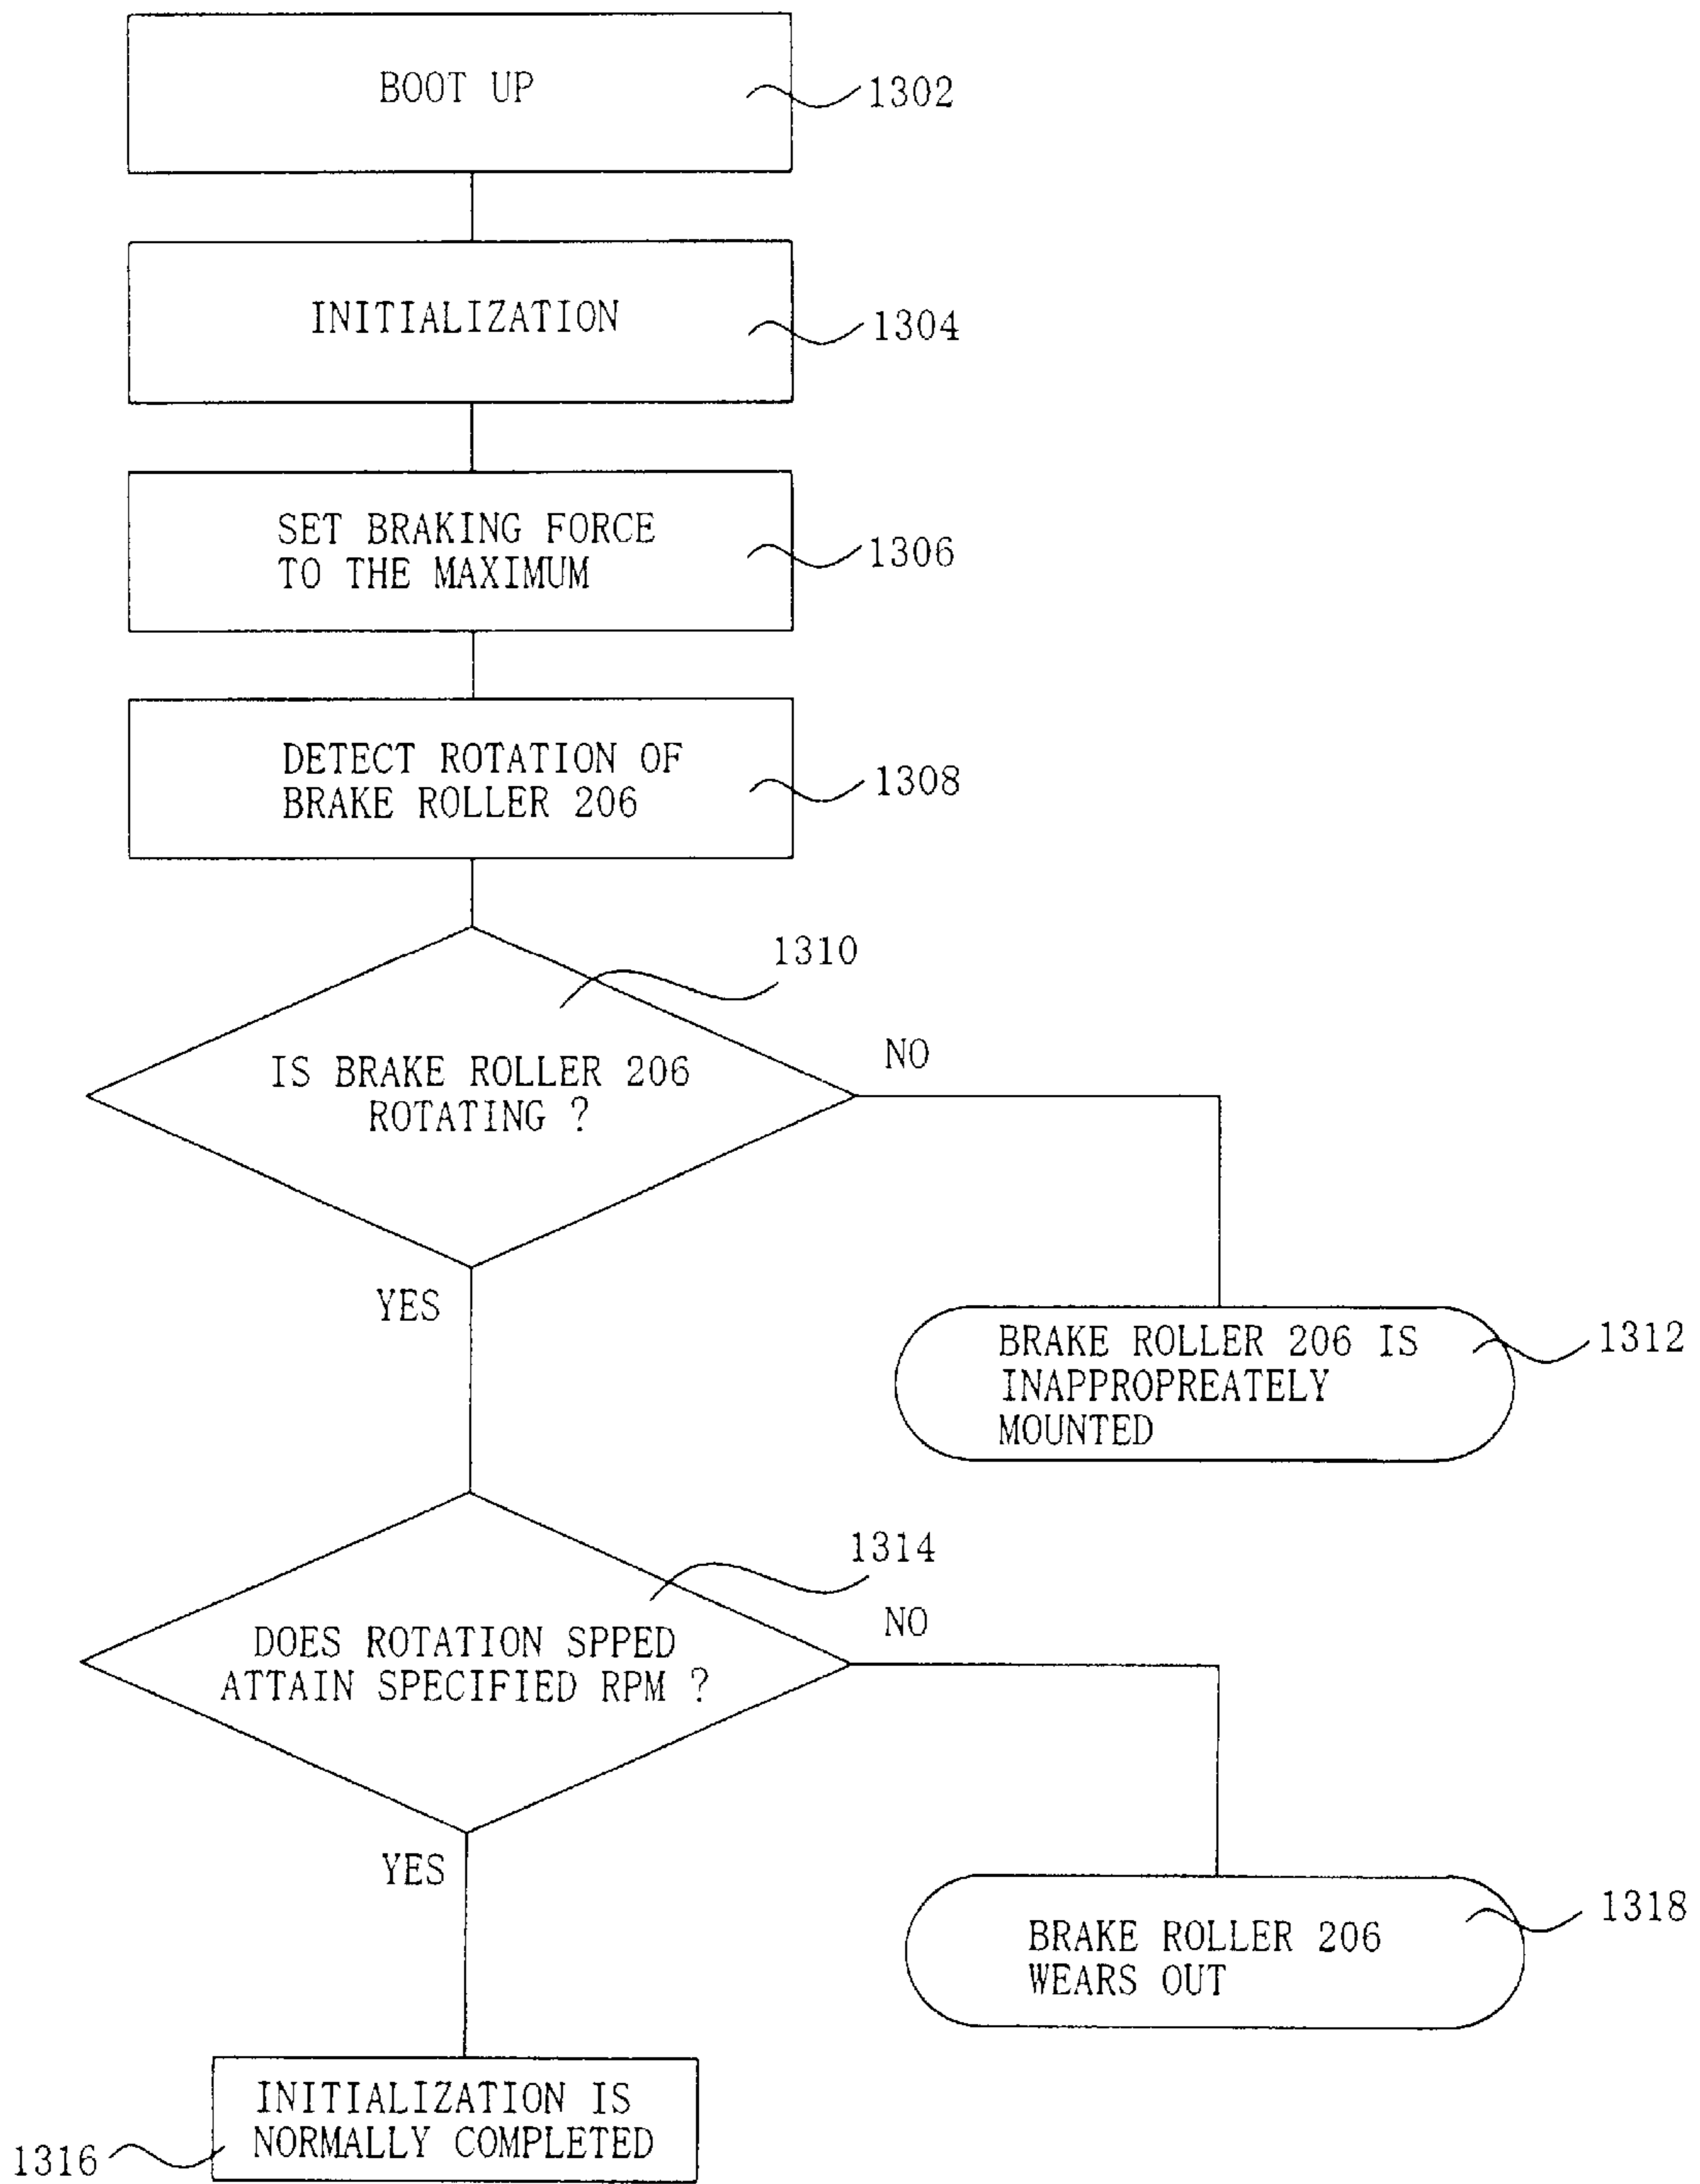 BOOT UP
1302
INITIALIZATION
1304
SET BRAKING FORCE
TO THE MAXIMUM
1306
DETECT ROTATION OF
BRAKE ROLLER 206
1308
1310
IS BRAKE ROLLER 206
ROTATING ?
NO
YES
BRAKE ROLLER 206 IS
INAPPROPREATELY
MOUNTED
1312
1314
DOES ROTATION SPPED
ATTAIN SPECIFIED RPM ?
NO
YES
BRAKE ROLLER 206
WEARS OUT
1318
INITIALIZATION IS
NORMALLY COMPLETED
1316